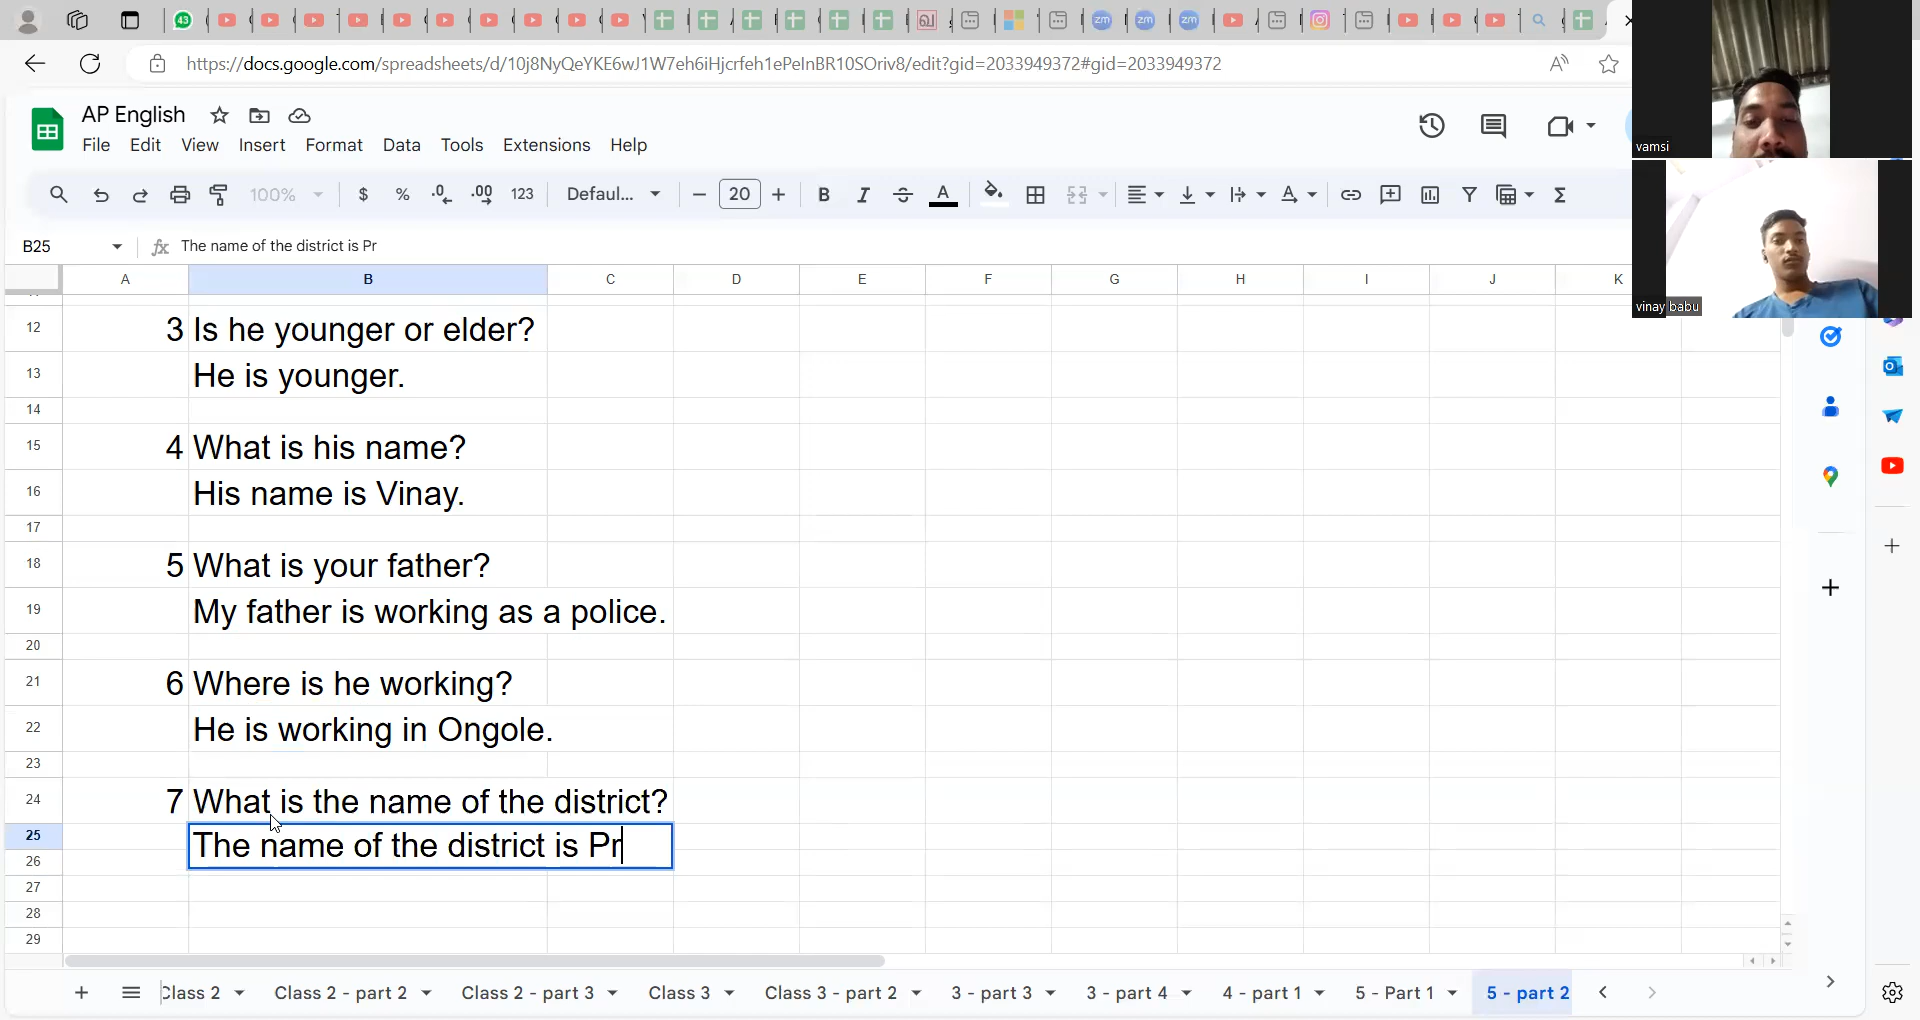 43
https://docs.google.com/spreadsheets/d/10j8NyQeYKE6wJ1W7eh6iHjcrfeh1ePeInBR10SOriv8/edit?gid=2033949372#gid=2033949372
AP English
File Edit View Insert Format Data Tools Extensions Help
100% $ % .0 .00 123 Defaul... 20 B I A
B25 fx The name of the district is Pr
A B C D E F G H I J K
12 3 Is he younger or elder?
13 He is younger.
14
15 4 What is his name?
16 His name is Vinay.
17
18 5 What is your father?
19 My father is working as a police.
20
21 6 Where is he working?
22 He is working in Ongole.
23
24 7 What is the name of the district?
25 The name of the district is Pr
26
27
28
29
Class 2 Class 2 - part 2 Class 2 - part 3 Class 3 Class 3 - part 2 3 - part 3 3 - part 4 4 - part 1 5 - Part 1 5 - part 2
vamsi
vinay babu